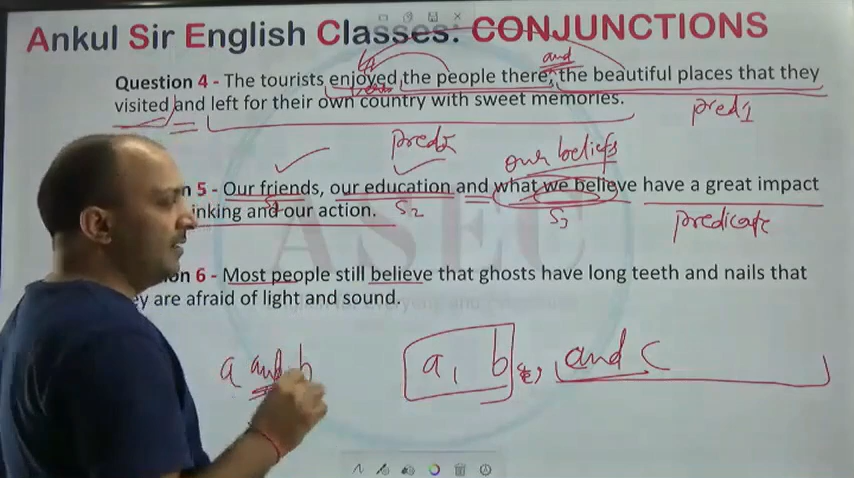 Ankul Sir English Classes: CONJUNCTIONS
and
Question 4 - The tourists enjoyed the people there, the beautiful places that they
visited and left for their own country with sweet memories.
pred1
pred2
our beliefs
n 5 - Our friends, our education and what we believe have a great impact
inking and our action.
S2
S3
predicate
ion 6 - Most people still believe that ghosts have long teeth and nails that
ey are afraid of light and sound.
a and b
a, b, and c